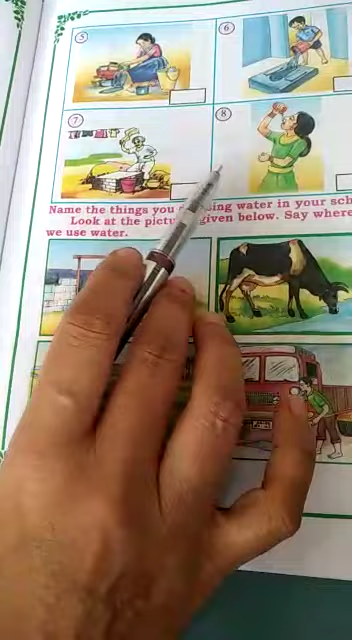 5
6
7
8
Name the things you using water in your sch
Look at the pictu given below. Say where
we use water.